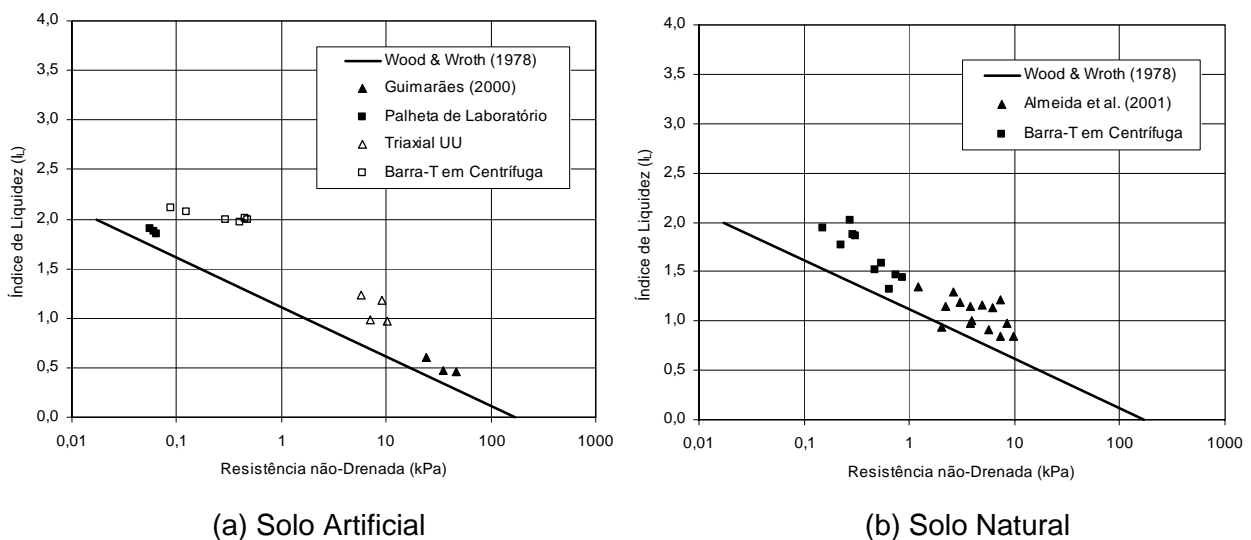 4,0
3,5
3,0
2,5
2,0
1,5
1,0
0,5
0,0
Índice de Liquidez (IL)
0,01
0,1
1
10
100
1000
Resistência não-Drenada (kPa)
Wood & Wroth (1978)
Guimarães (2000)
Palheta de Laboratório
Triaxial UU
Barra-T em Centrífuga
(a) Solo Artificial
4,0
3,5
3,0
2,5
2,0
1,5
1,0
0,5
0,0
Índice de Liquidez (IL)
0,01
0,1
1
10
100
1000
Resistência não-Drenada (kPa)
Wood & Wroth (1978)
Almeida et al. (2001)
Barra-T em Centrífuga
(b) Solo Natural